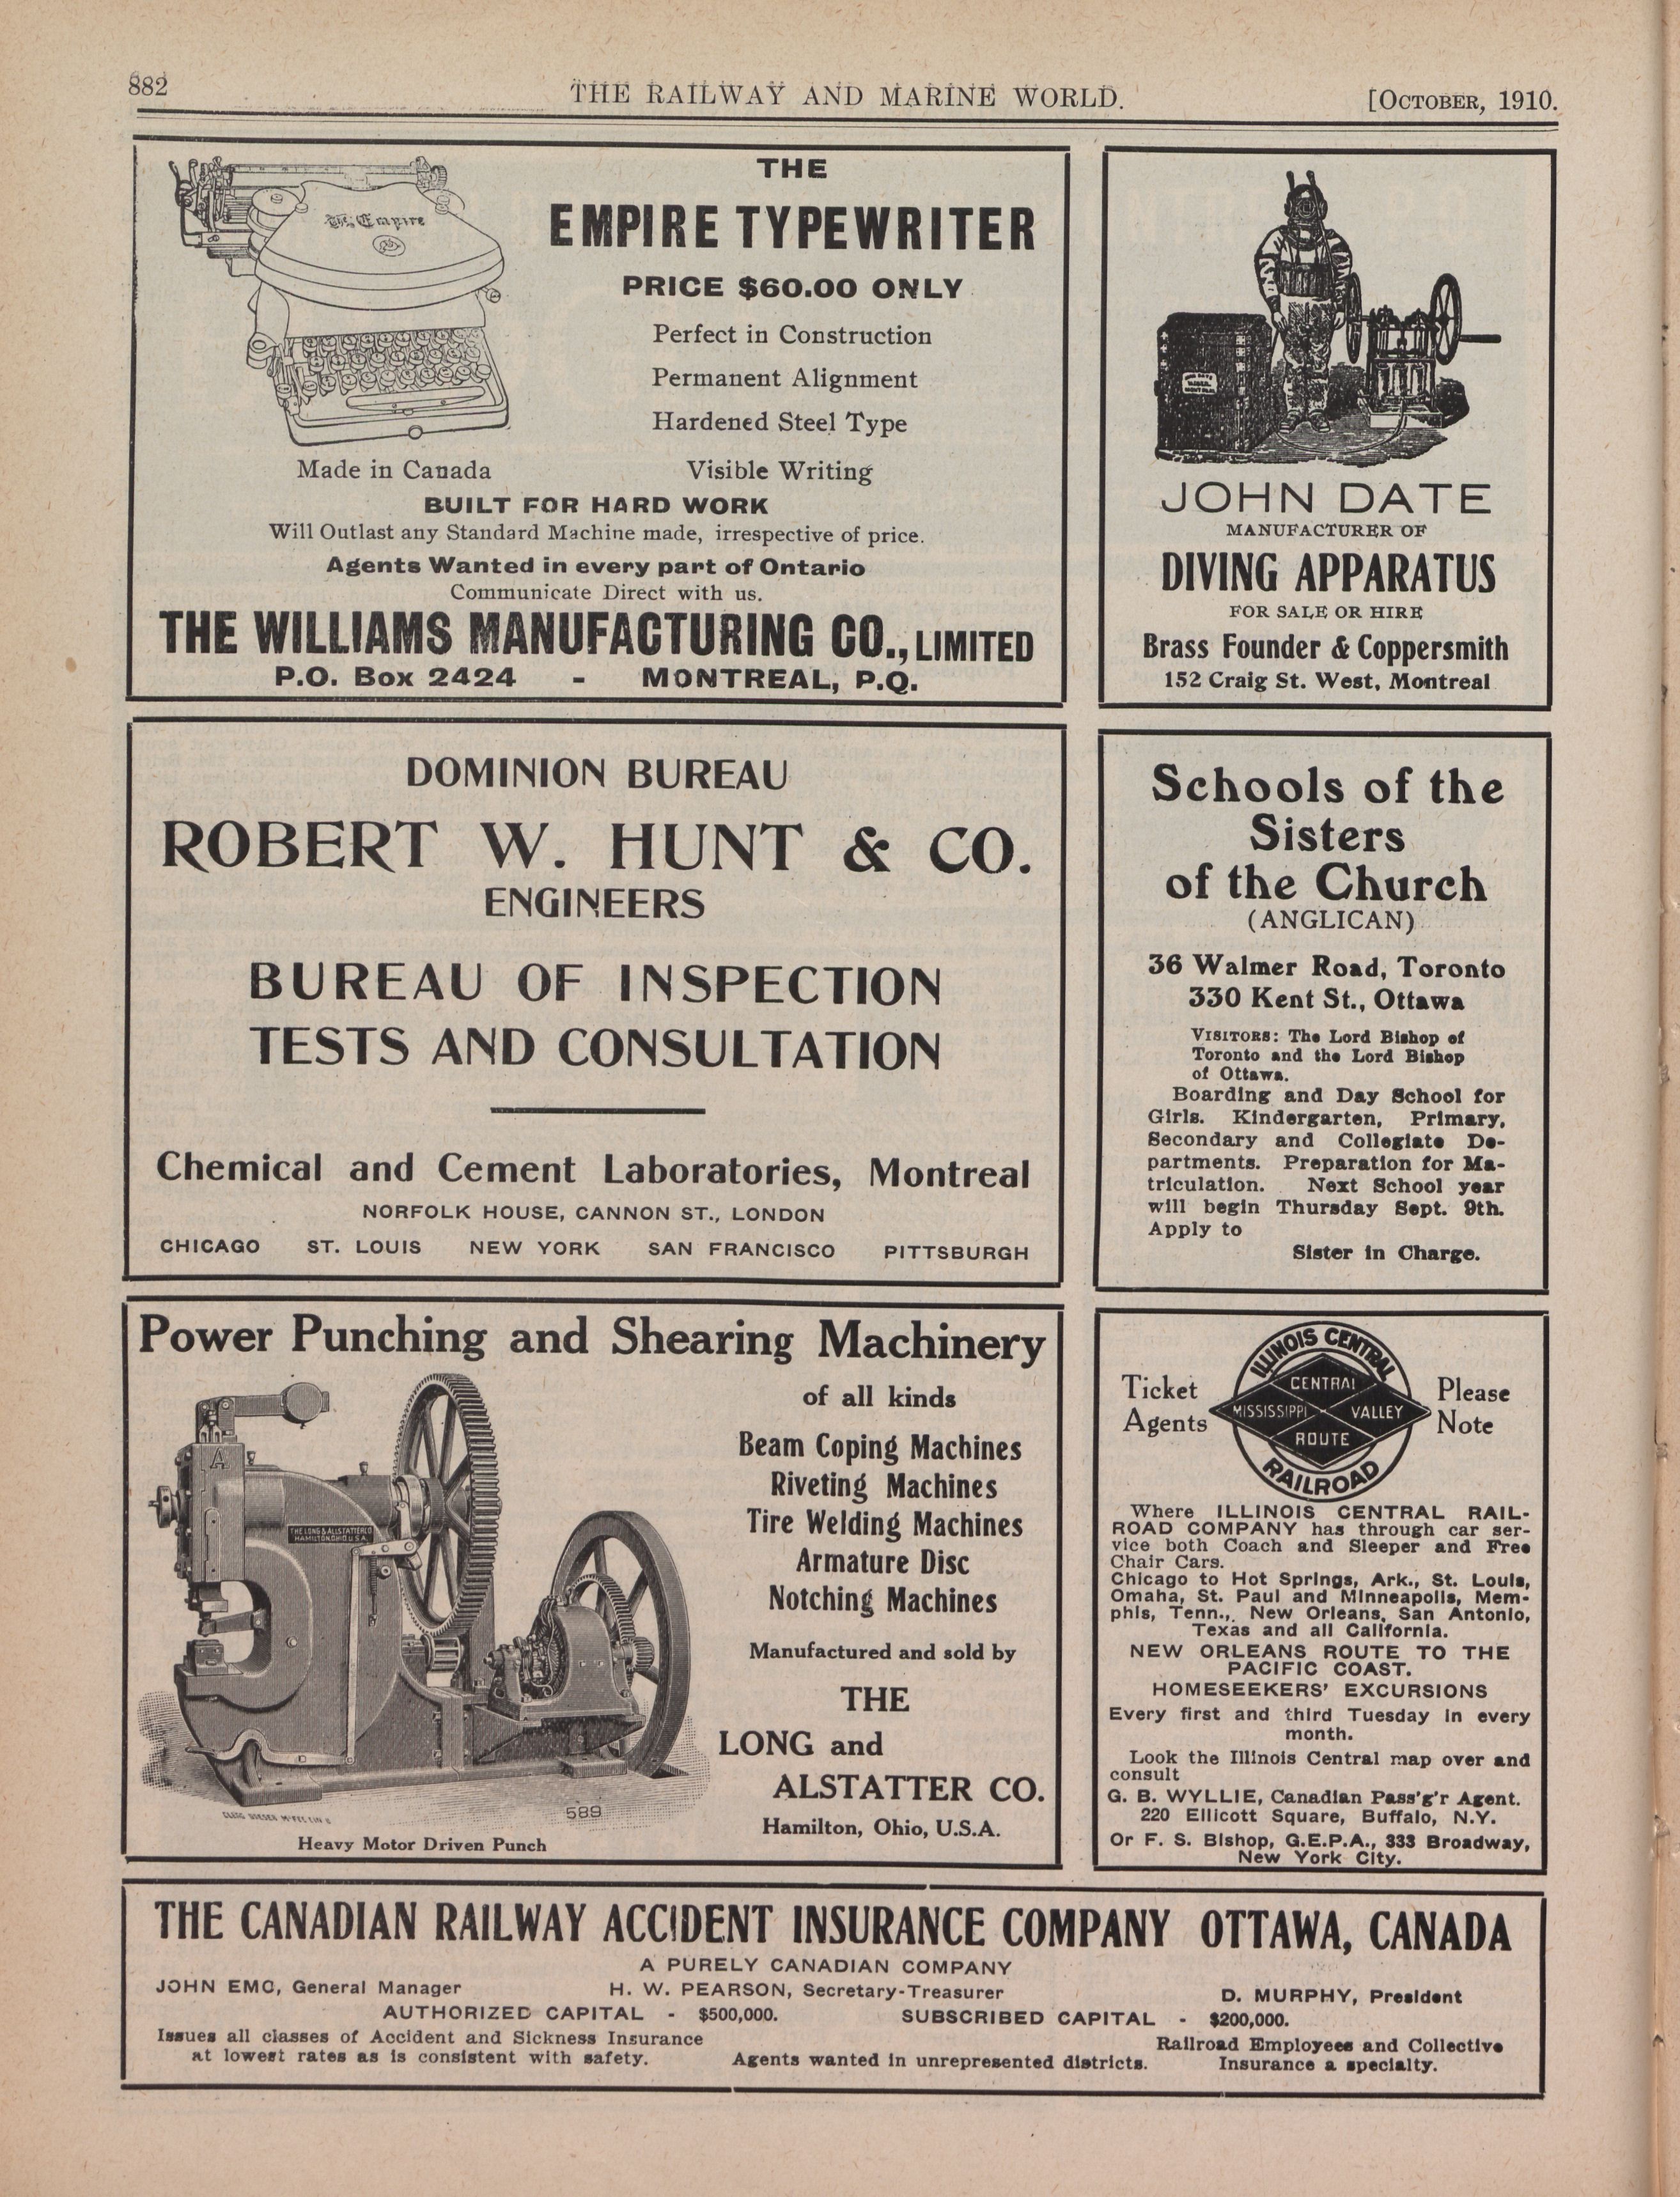 882
THE RAILWAY AND MARINE WORLD.
[OCTOBER, 1910.
The Empire
THE
EMPIRE TYPEWRITER
PRICE $60.00 ONLY
Perfect in Construction
Permanent Alignment
Hardened Steel Type
Made in Canada
Visible Writing
BUILT FOR HARD WORK
Will Outlast any Standard Machine made, irrespective of price.
Agents Wanted in every part of Ontario
Communicate Direct with us.
THE WILLIAMS MANUFACTURING CO., LIMITED
P.O. Box 2424 - MONTREAL, P.Q.
JOHN DATE
MANUFACTURER OF
DIVING APPARATUS
FOR SALE OR HIRE
Brass Founder & Coppersmith
152 Craig St. West, Montreal
DOMINION BUREAU
ROBERT W. HUNT & CO.
ENGINEERS
BUREAU OF INSPECTION
TESTS AND CONSULTATION
Chemical and Cement Laboratories, Montreal
NORFOLK HOUSE, CANNON ST., LONDON
CHICAGO ST. LOUIS NEW YORK SAN FRANCISCO PITTSBURGH
Schools of the
Sisters
of the Church
(ANGLICAN)
36 Walmer Road, Toronto
330 Kent St., Ottawa
VISITORS: The Lord Bishop of
Toronto and the Lord Bishop
of Ottawa.
Boarding and Day School for
Girls. Kindergarten, Primary,
Secondary and Collegiate De-
partments. Preparation for Ma-
triculation. Next School year
will begin Thursday Sept. 9th.
Apply to
Sister in Charge.
Power Punching and Shearing Machinery
of all kinds
Beam Coping Machines
Riveting Machines
Tire Welding Machines
Armature Disc
Notching Machines
Manufactured and sold by
THE
LONG and
ALSTATTER CO.
Hamilton, Ohio, U.S.A.
A
THE LONG & ALLSTATTER CO
HAMILTON OHIO U.S.A.
589
Heavy Motor Driven Punch
Ticket
Agents
ILLINOIS CENTRAL
CENTRAL
MISSISSIPPI VALLEY
ROUTE
RAILROAD
Please
Note
Where ILLINOIS CENTRAL RAIL-
ROAD COMPANY has through car ser-
vice both Coach and Sleeper and Free
Chair Cars.
Chicago to Hot Springs, Ark., St. Louis,
Omaha, St. Paul and Minneapolis, Mem-
phis, Tenn., New Orleans, San Antonio,
Texas and all California.
NEW ORLEANS ROUTE TO THE
PACIFIC COAST.
HOMESEEKERS' EXCURSIONS
Every first and third Tuesday in every
month.
Look the Illinois Central map over and
consult
G. B. WYLLIE, Canadian Pass'g'r Agent.
220 Ellicott Square, Buffalo, N.Y.
Or F. S. Bishop, G.E.P.A., 333 Broadway,
New York City.
THE CANADIAN RAILWAY ACCIDENT INSURANCE COMPANY OTTAWA, CANADA
A PURELY CANADIAN COMPANY
JOHN EMO, General Manager H. W. PEARSON, Secretary-Treasurer D. MURPHY, President
AUTHORIZED CAPITAL - $500,000. SUBSCRIBED CAPITAL - $200,000.
Issues all classes of Accident and Sickness Insurance
at lowest rates as is consistent with safety.
Agents wanted in unrepresented districts.
Railroad Employees and Collective
Insurance a specialty.